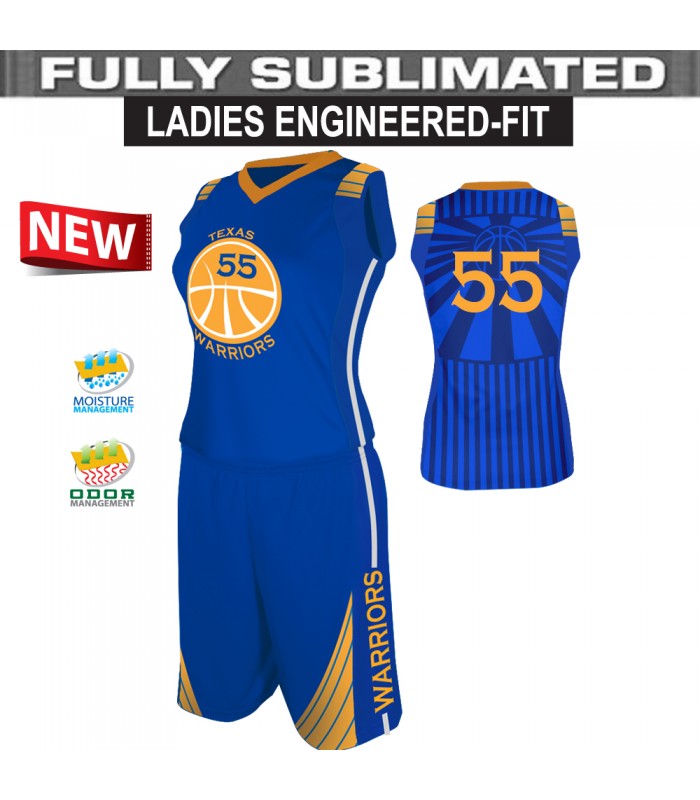 FULLY SUBLIMATED
LADIES ENGINEERED-FIT
NEW
TEXAS
55
WARRIORS
55
MOISTURE
MANAGEMENT
ODOR
MANAGEMENT
WARRIORS